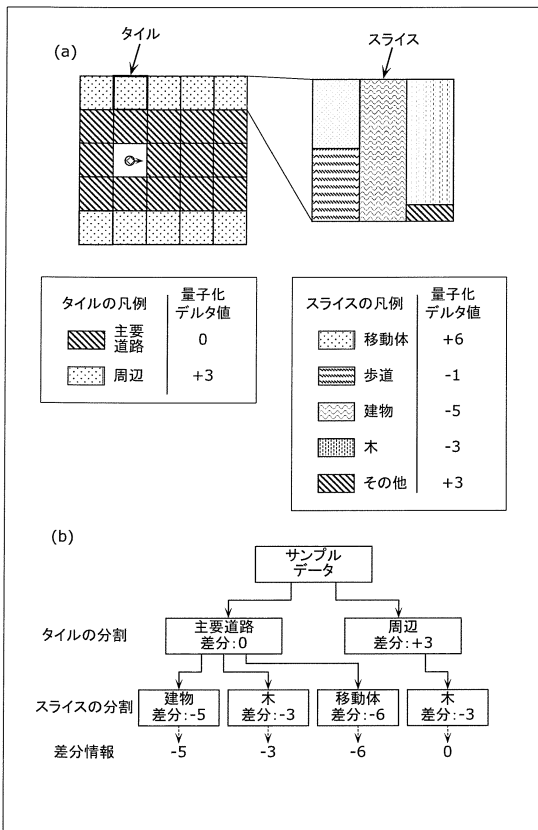 (a)
タイル
スライス
タイルの凡例
量子化
デルタ値
主要
道路
0
周辺
+3
スライスの凡例
量子化
デルタ値
移動体
+6
歩道
-1
建物
-5
木
-3
その他
+3
(b)
サンプル
データ
タイルの分割
主要道路
差分:0
周辺
差分:+3
スライスの分割
建物
差分:-5
木
差分:-3
移動体
差分:-6
木
差分:-3
差分情報
-5
-3
-6
0